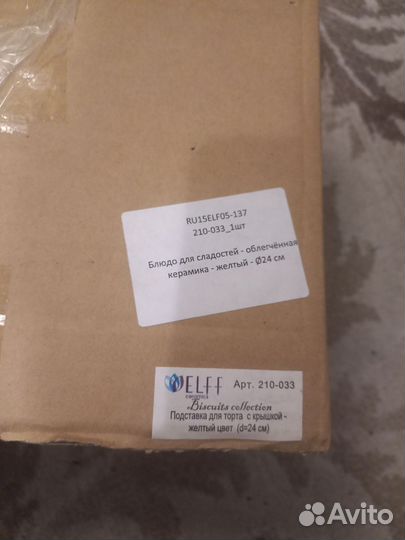 RU15ELF05-137
210-033_1шт
Блюдо для сладостей - облегчённая
керамика - желтый - Ø24 см
ELFF Арт. 210-033
Biscuits collection
Подставка для торта с крышкой -
желтый цвет (d=24 см)
Avito